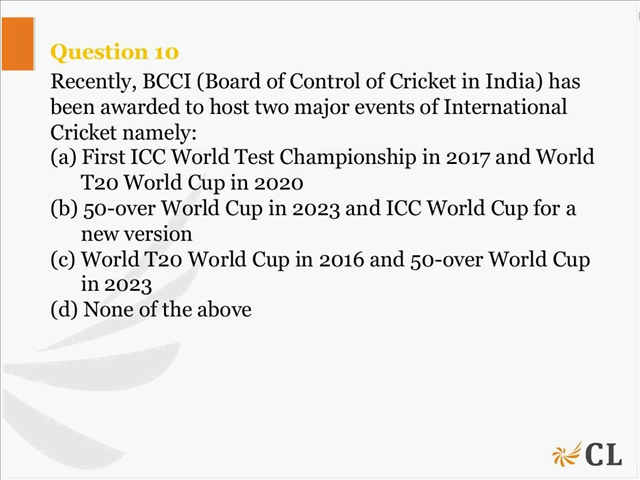 Question 10
Recently, BCCI (Board of Control of Cricket in India) has
been awarded to host two major events of International
Cricket namely:
(a) First ICC World Test Championship in 2017 and World
T20 World Cup in 2020
(b) 50-over World Cup in 2023 and ICC World Cup for a
new version
(c) World T20 World Cup in 2016 and 50-over World Cup
in 2023
(d) None of the above
CL